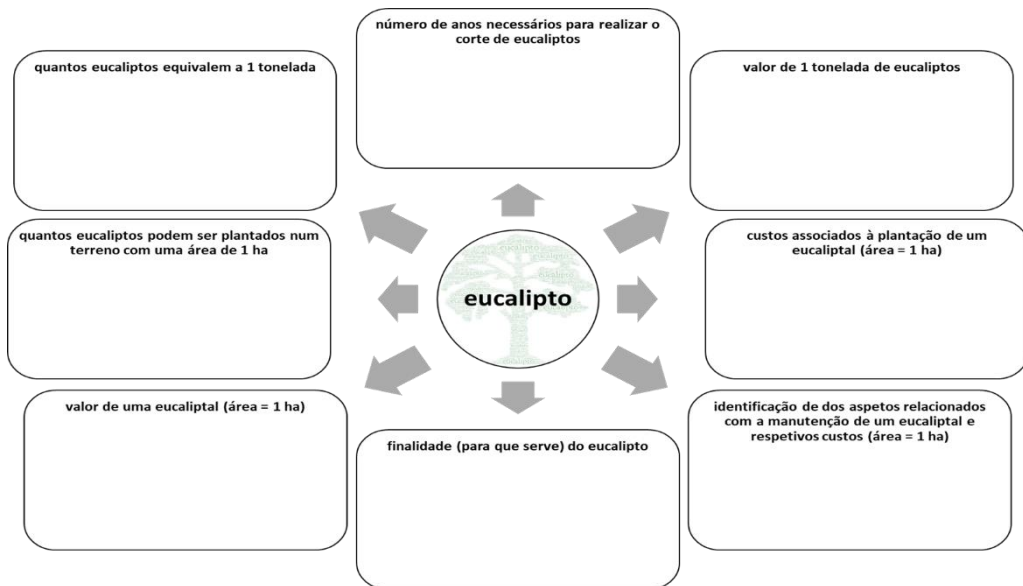 número de anos necessários para realizar o
corte de eucaliptos
quantos eucaliptos equivalem a 1 tonelada
valor de 1 tonelada de eucaliptos
quantos eucaliptos podem ser plantados num
terreno com uma área de 1 ha
custos associados à plantação de um
eucaliptal (área = 1 ha)
eucalipto
valor de uma eucaliptal (área = 1 ha)
identificação de dos aspetos relacionados
com a manutenção de um eucaliptal e
respetivos custos (área = 1 ha)
finalidade (para que serve) do eucalipto